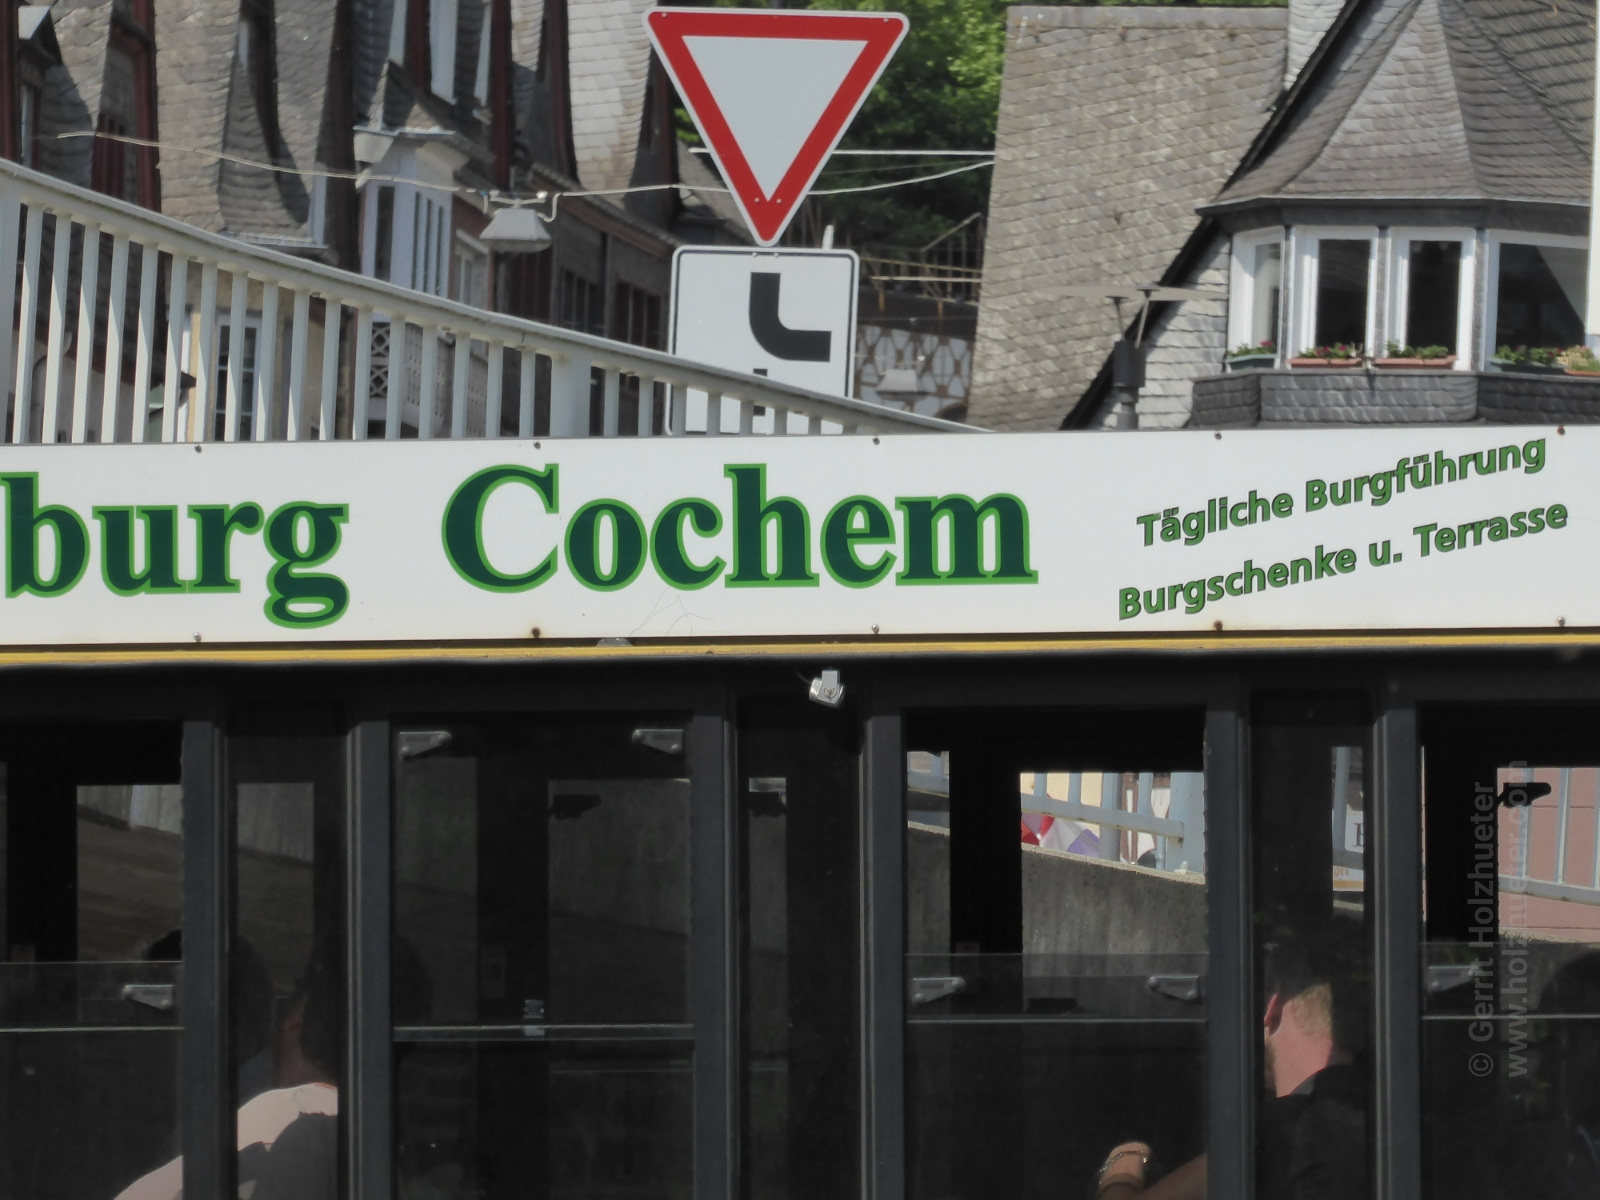 burg Cochem
Tägliche Burgführung
Burgschenke u. Terrasse
© Gerrit Holzhueter
www.holzhueter.com